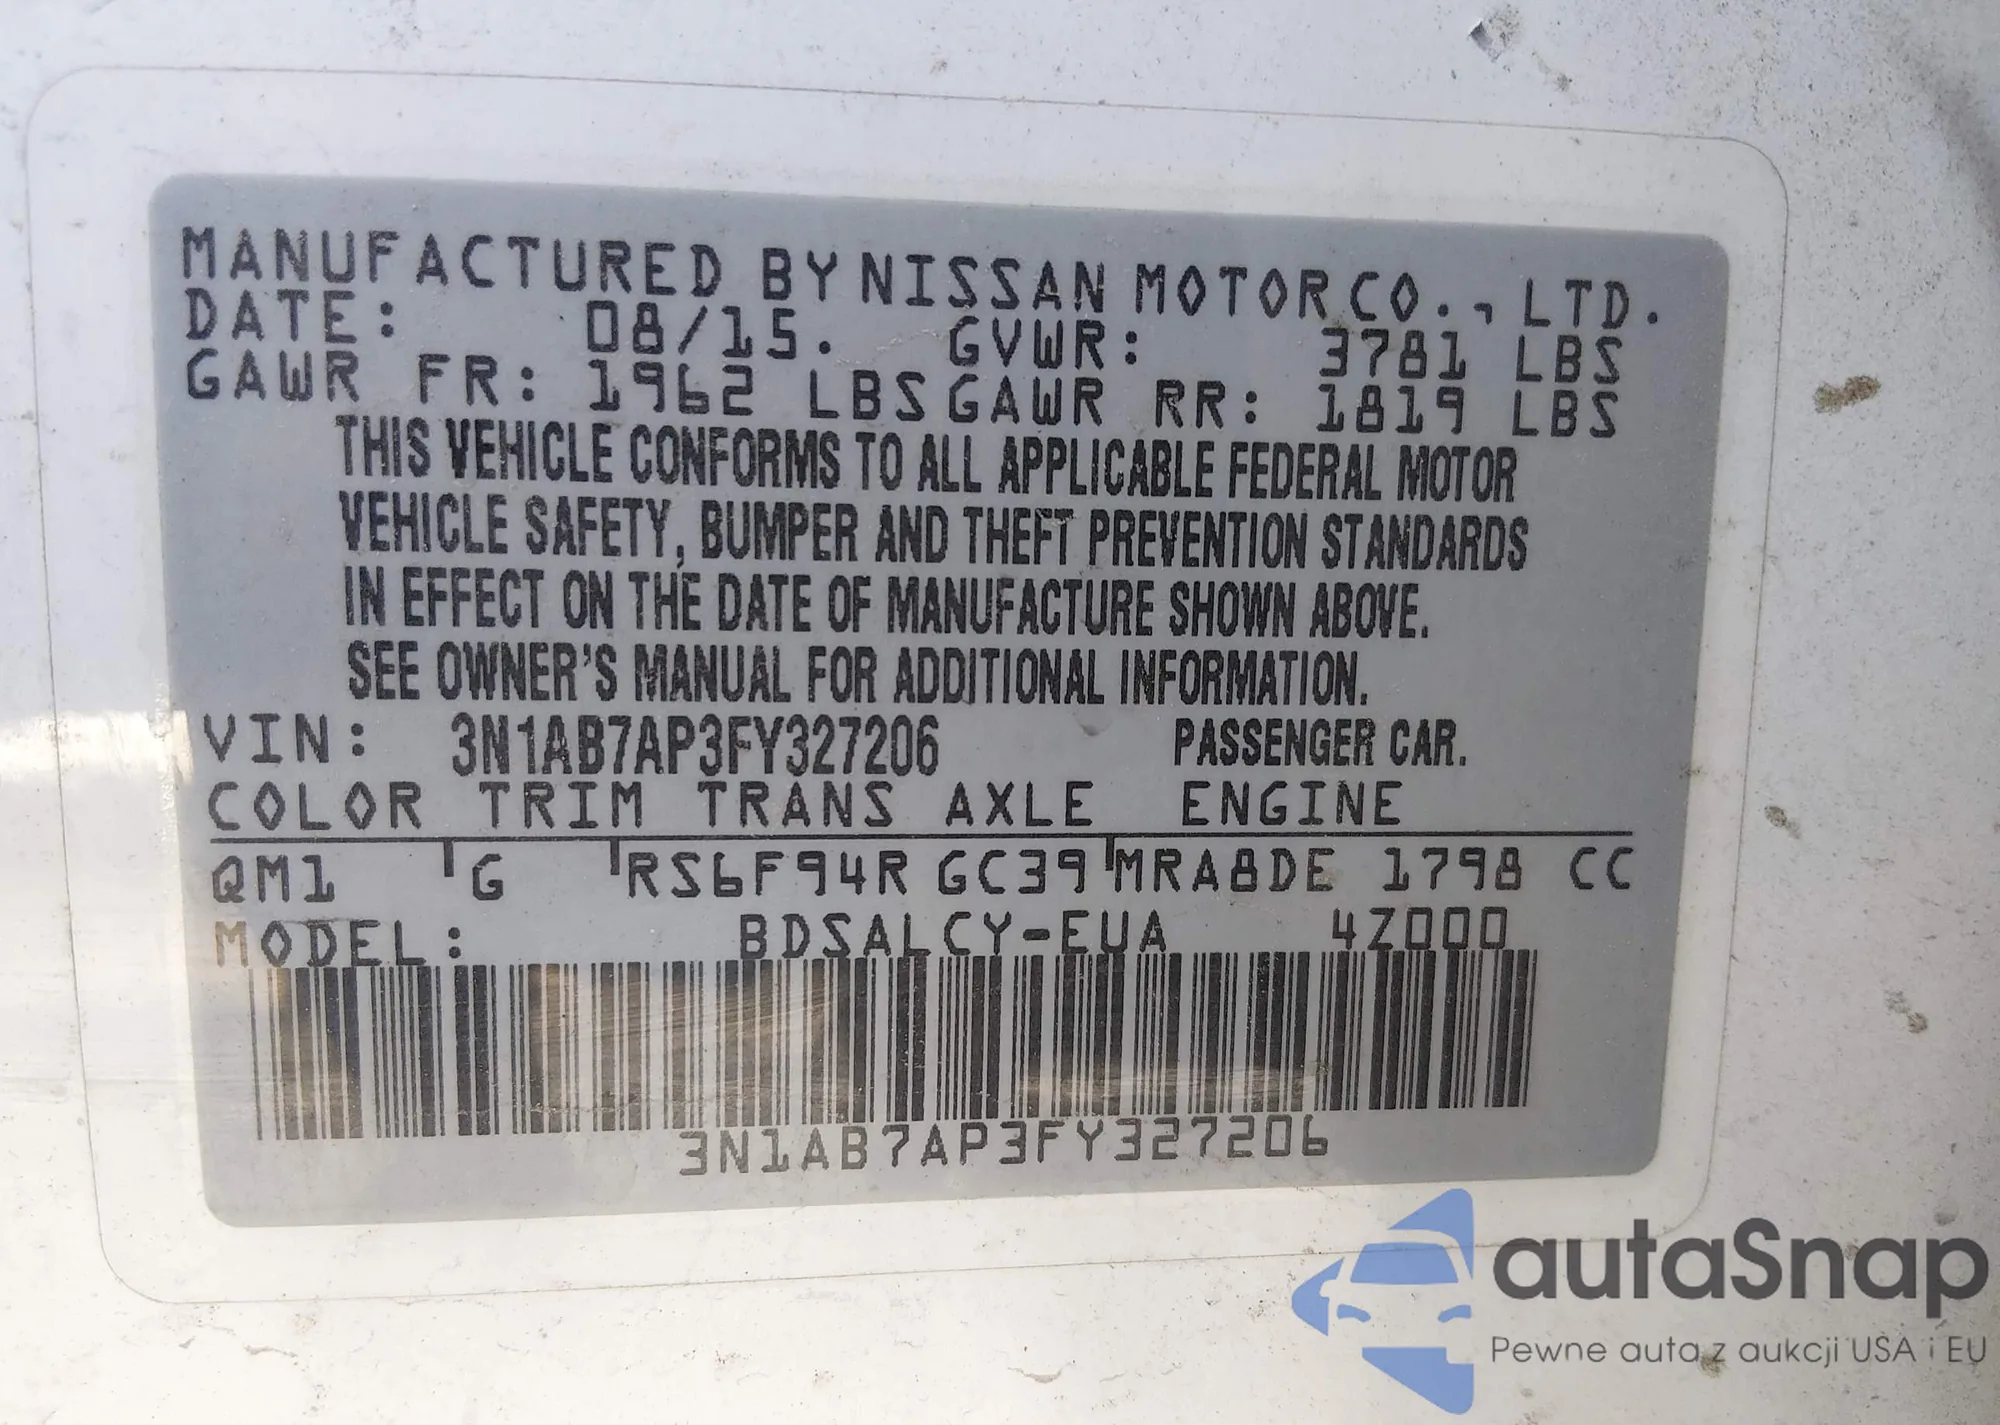 MANUFACTURED BY NISSAN MOTOR CO., LTD.
DATE: 08/15. GVWR: 3781 LBS
GAWR FR: 1962 LBS GAWR RR: 1819 LBS
THIS VEHICLE CONFORMS TO ALL APPLICABLE FEDERAL MOTOR
VEHICLE SAFETY, BUMPER AND THEFT PREVENTION STANDARDS
IN EFFECT ON THE DATE OF MANUFACTURE SHOWN ABOVE.
SEE OWNER'S MANUAL FOR ADDITIONAL INFORMATION.
VIN: 3N1AB7AP3FY327206 PASSENGER CAR.
COLOR TRIM TRANS AXLE ENGINE
QM1 G RS6F94R GC39 MRA8DE 1798 CC
MODEL: BDSALCY-EUA 4Z000
3N1AB7AP3FY327206
autaSnap
Pewne auta z aukcji USA i EU